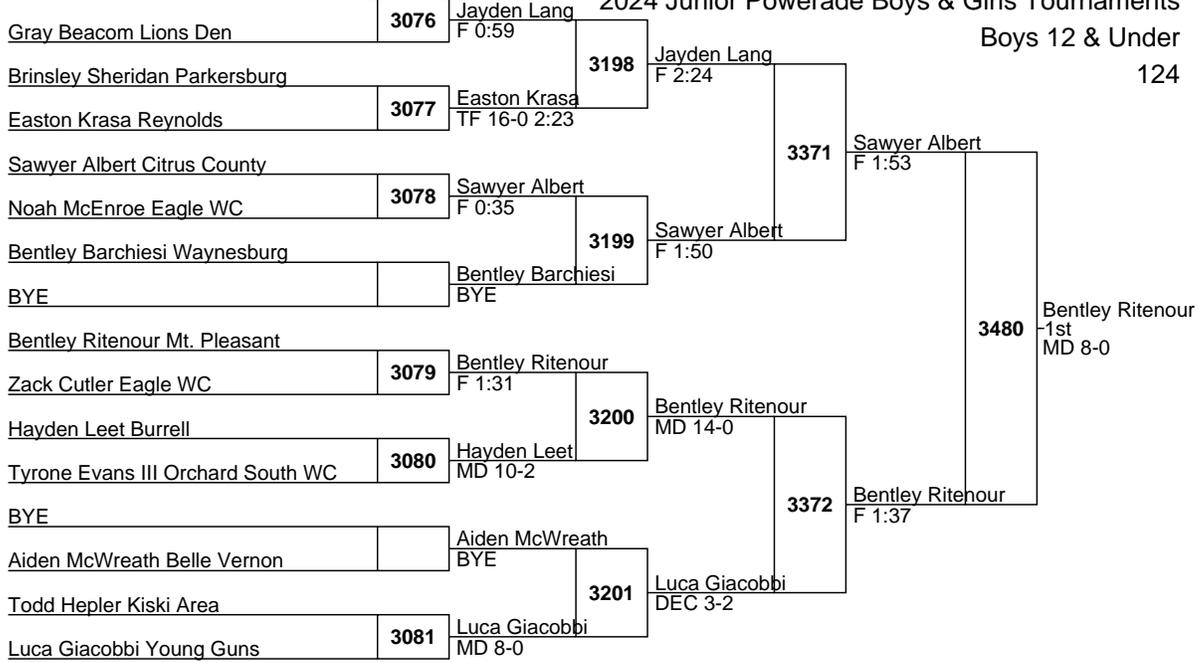 2024 Junior Powerade Boys & Girls Tournaments
Boys 12 & Under
124
Gray Beacom Lions Den
3076
Jayden Lang
F 0:59
Brinsley Sheridan Parkersburg
Easton Krasa Reynolds
3077
Easton Krasa
TF 16-0 2:23
3198
Jayden Lang
F 2:24
Sawyer Albert Citrus County
Noah McEnroe Eagle WC
3078
Sawyer Albert
F 0:35
Bentley Barchiesi Waynesburg
BYE
Bentley Barchiesi
BYE
3199
Sawyer Albert
F 1:50
3371
Sawyer Albert
F 1:53
Bentley Ritenour Mt. Pleasant
Zack Cutler Eagle WC
3079
Bentley Ritenour
F 1:31
Hayden Leet Burrell
Tyrone Evans III Orchard South WC
3080
Hayden Leet
MD 10-2
3200
Bentley Ritenour
MD 14-0
BYE
Aiden McWreath Belle Vernon
Aiden McWreath
BYE
Todd Hepler Kiski Area
Luca Giacobbi Young Guns
3081
Luca Giacobbi
MD 8-0
3201
Luca Giacobbi
DEC 3-2
3372
Bentley Ritenour
F 1:37
3480
Bentley Ritenour
1st
MD 8-0